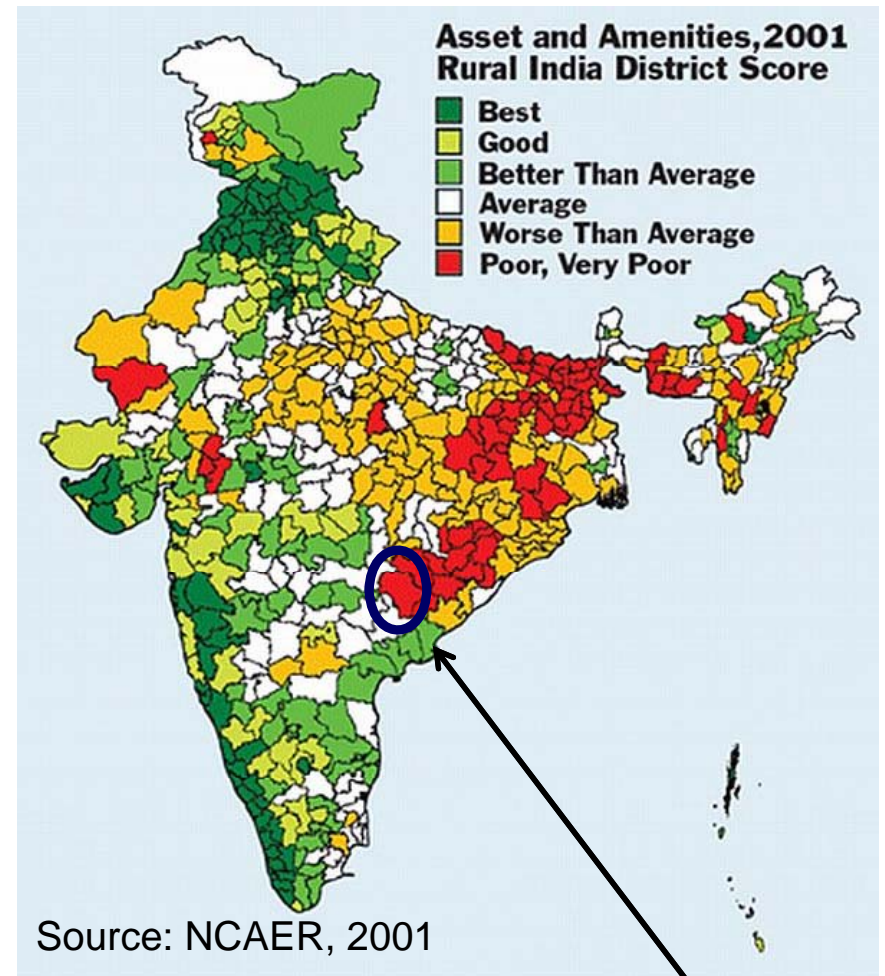 Asset and Amenities,2001
Rural India District Score
Best
Good
Better Than Average
Average
Worse Than Average
Poor, Very Poor
Source: NCAER, 2001